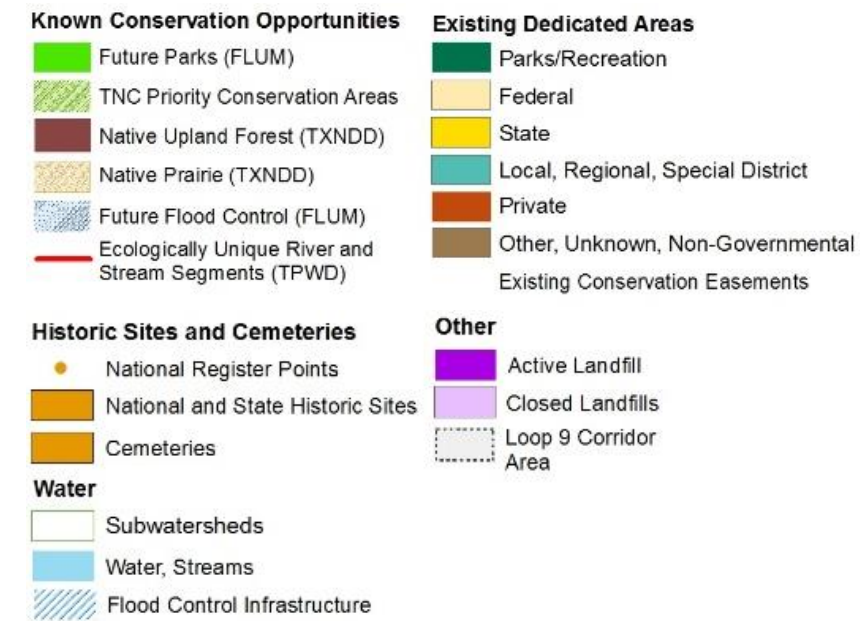 Known Conservation Opportunities
Future Parks (FLUM)
TNC Priority Conservation Areas
Native Upland Forest (TXNDD)
Native Prairie (TXNDD)
Future Flood Control (FLUM)
Ecologically Unique River and
Stream Segments (TPWD)
Existing Dedicated Areas
Parks/Recreation
Federal
State
Local, Regional, Special District
Private
Other, Unknown, Non-Governmental
Existing Conservation Easements
Historic Sites and Cemeteries
National Register Points
National and State Historic Sites
Cemeteries
Other
Active Landfill
Closed Landfills
Loop 9 Corridor
Area
Water
Subwatersheds
Water, Streams
Flood Control Infrastructure